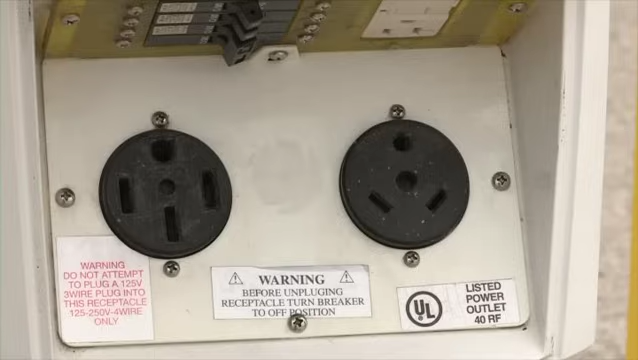 WARNING
DO NOT ATTEMPT
TO PLUG A 125V
3WIRE PLUG INTO
THIS RECEPTACLE
125-250V-4WIRE
ONLY
WARNING
BEFORE UNPLUGING
RECEPTACLE TURN BREAKER
TO OFF POSITION
UL
LISTED
POWER
OUTLET
40 RF